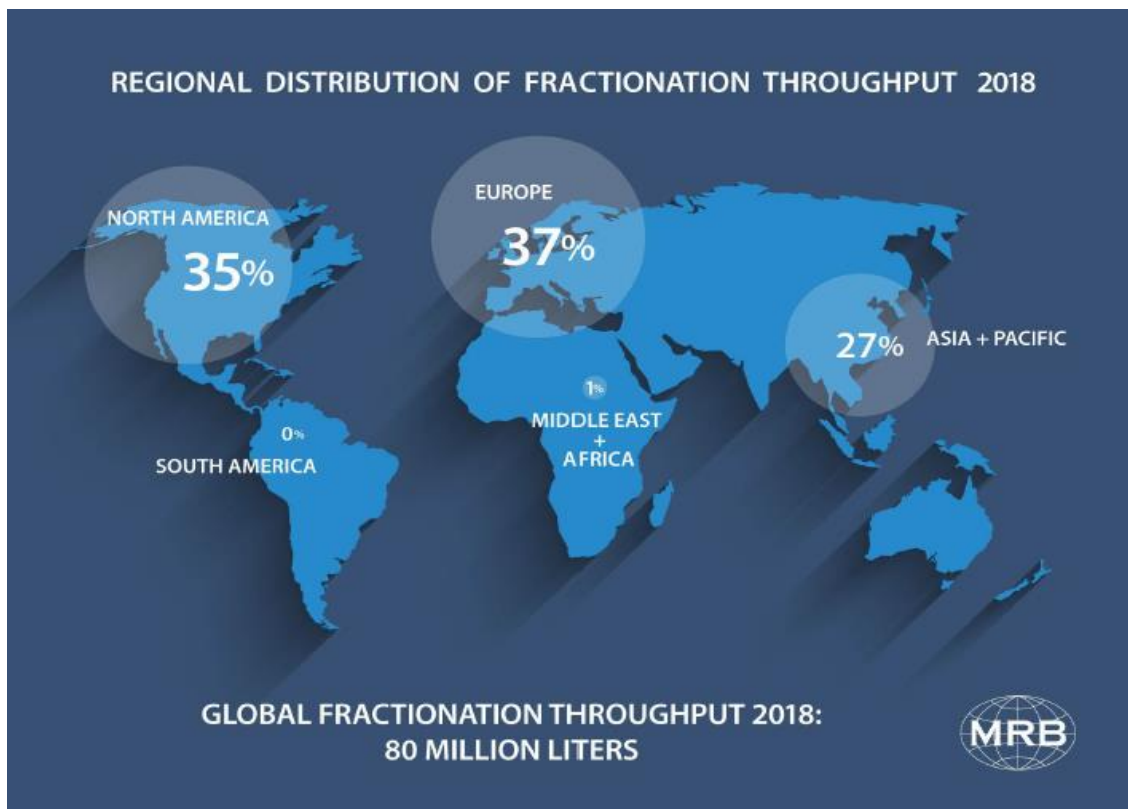 REGIONAL DISTRIBUTION OF FRACTIONATION THROUGHPUT 2018
NORTH AMERICA
35%
EUROPE
37%
27%
ASIA + PACIFIC
1%
MIDDLE EAST
+
AFRICA
0%
SOUTH AMERICA
GLOBAL FRACTIONATION THROUGHPUT 2018:
80 MILLION LITERS
MRB